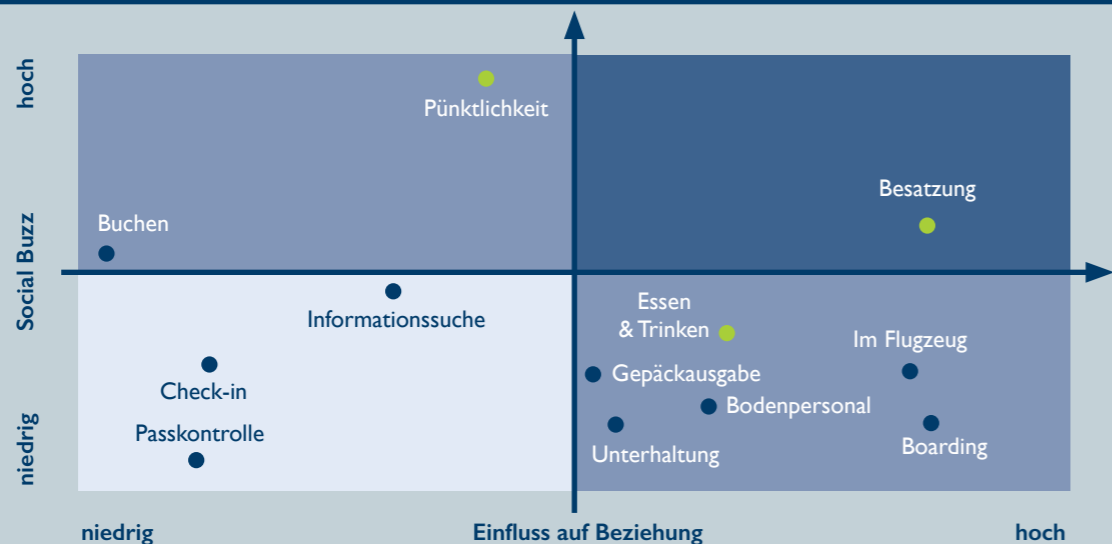 hoch
Pünktlichkeit
Besatzung
Buchen
Social Buzz
Informationssuche
Essen
& Trinken
Im Flugzeug
Check-in
Gepäckausgabe
Bodenpersonal
Passkontrolle
niedrig
Unterhaltung
Boarding
niedrig
Einfluss auf Beziehung
hoch